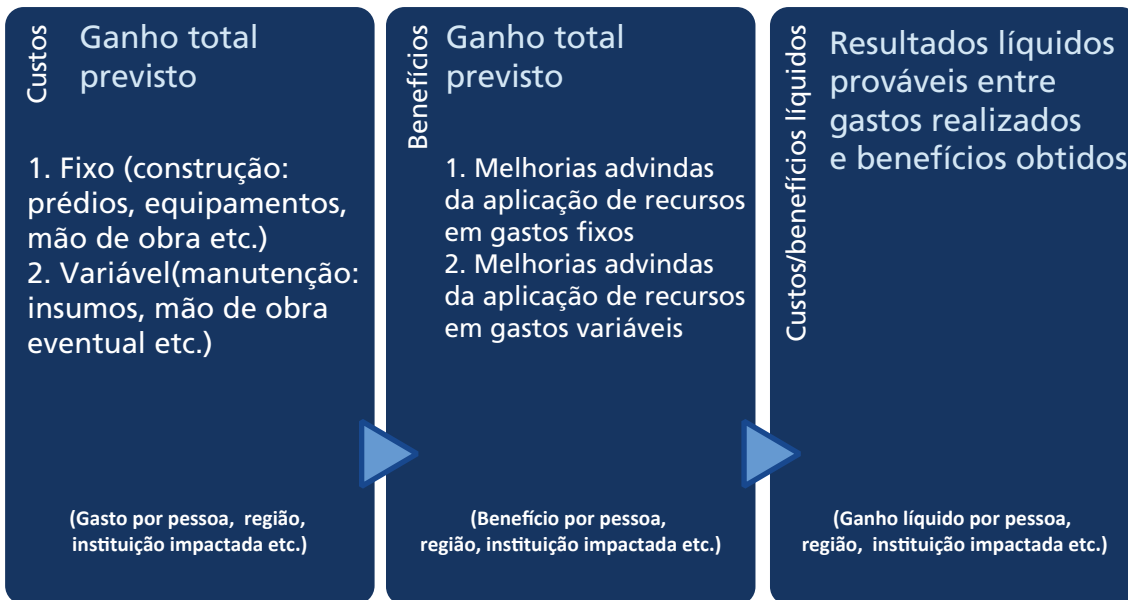 Custos
Ganho total
previsto
1. Fixo (construção:
prédios, equipamentos,
mão de obra etc.)
2. Variável(manutenção:
insumos, mão de obra
eventual etc.)
(Gasto por pessoa, região,
instituição impactada etc.)
Benefícios
Ganho total
previsto
1. Melhorias advindas
da aplicação de recursos
em gastos fixos
2. Melhorias advindas
da aplicação de recursos
em gastos variáveis
(Benefício por pessoa,
região, instituição impactada etc.)
Custos/benefícios líquidos
Resultados líquidos
prováveis entre
gastos realizados
e benefícios obtidos
(Ganho líquido por pessoa,
região, instituição impactada etc.)